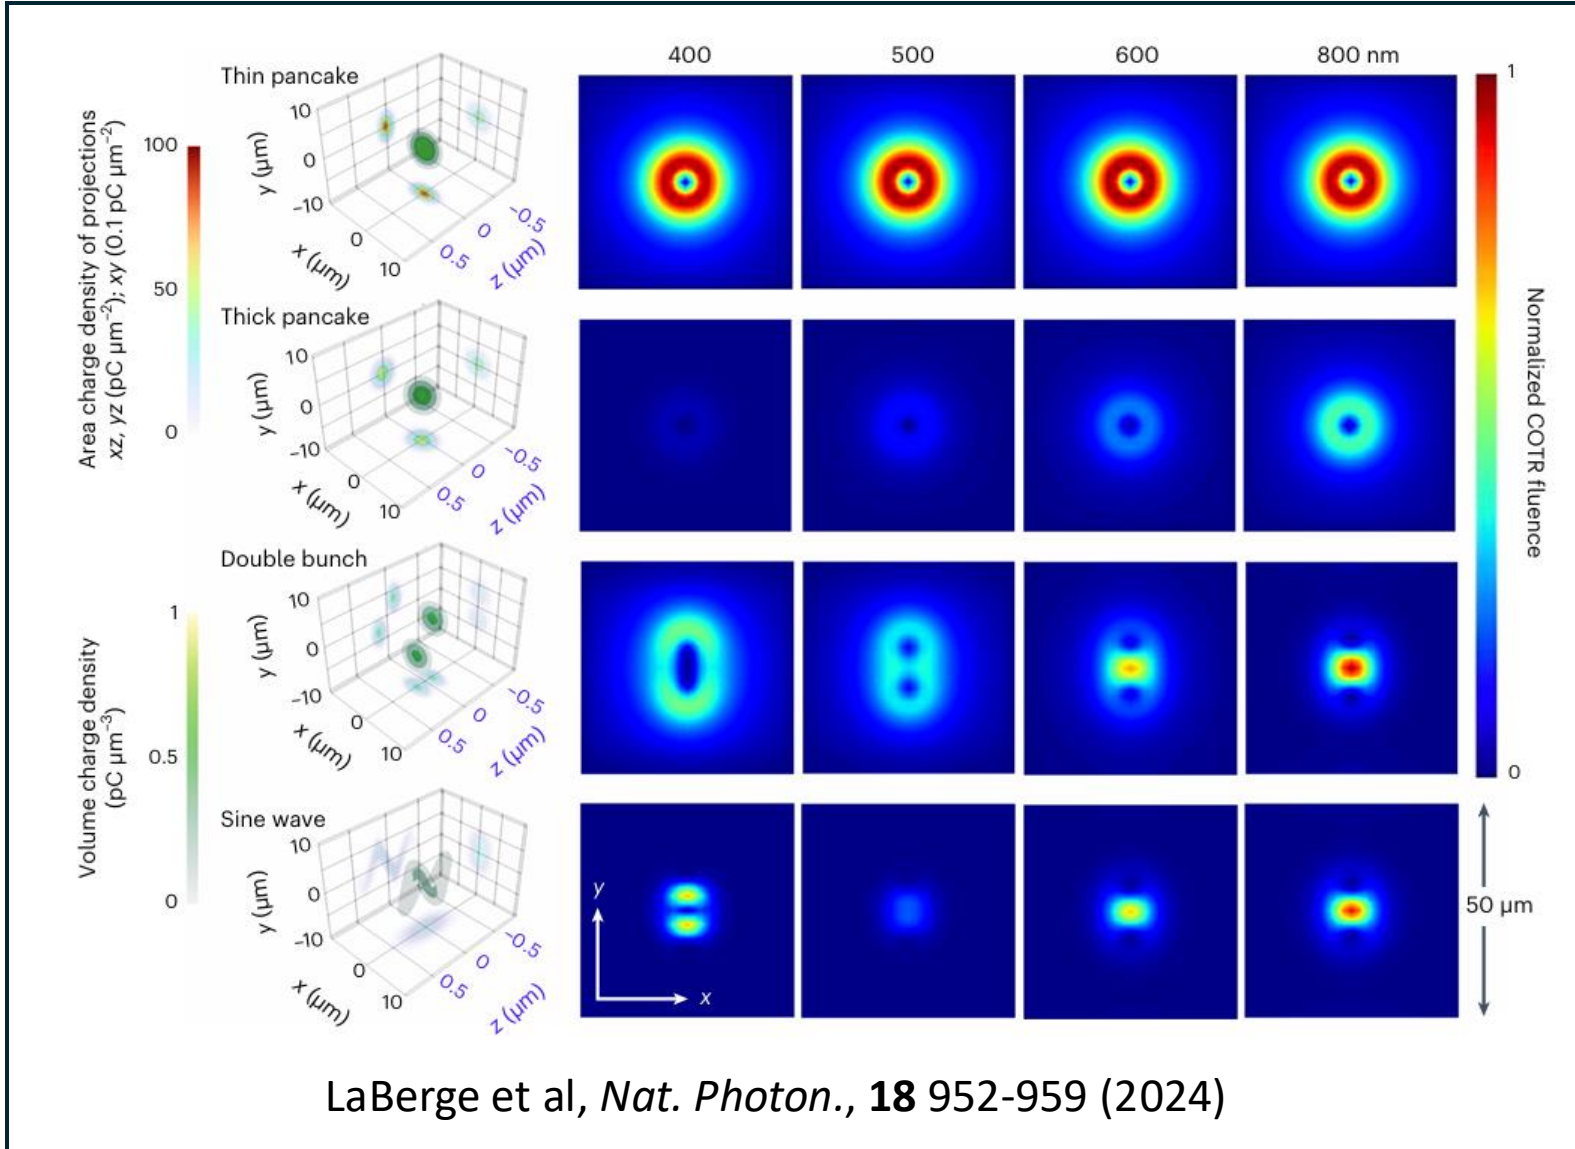 400
500
600
800 nm
1
Normalized COTR fluence
0
Area charge density of projections
xz, yz (pC μm⁻²); xy (0.1 pC μm⁻²)
100
50
0
Thin pancake
10
0
−10
y (μm)
0
10
x (μm)
0.5
0
−0.5
z (μm)
Thick pancake
10
0
−10
y (μm)
0
10
x (μm)
0.5
0
−0.5
z (μm)
Volume charge density
(pC μm⁻³)
1
0.5
0
Double bunch
10
0
−10
y (μm)
0
10
x (μm)
0.5
0
−0.5
z (μm)
Sine wave
10
0
−10
y (μm)
0
10
x (μm)
0.5
0
−0.5
z (μm)
y
x
50 μm
LaBerge et al, Nat. Photon., 18 952-959 (2024)